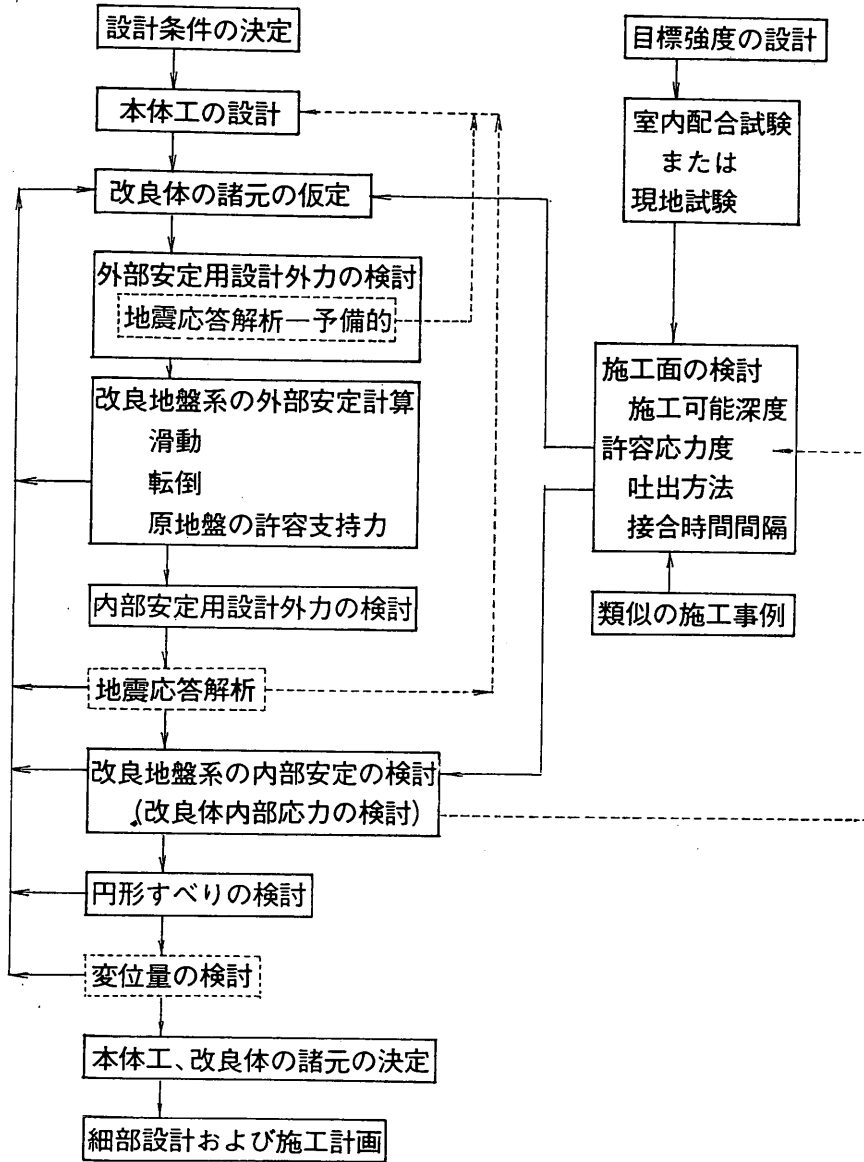 設計条件の決定
本体工の設計
改良体の諸元の仮定
外部安定用設計外力の検討
地震応答解析—予備的
改良地盤系の外部安定計算
滑動
転倒
原地盤の許容支持力
内部安定用設計外力の検討
地震応答解析
改良地盤系の内部安定の検討
(改良体内部応力の検討)
円形すべりの検討
変位量の検討
本体工、改良体の諸元の決定
細部設計および施工計画
目標強度の設計
室内配合試験
または
現地試験
施工面の検討
施工可能深度
許容応力度
吐出方法
接合時間間隔
類似の施工事例